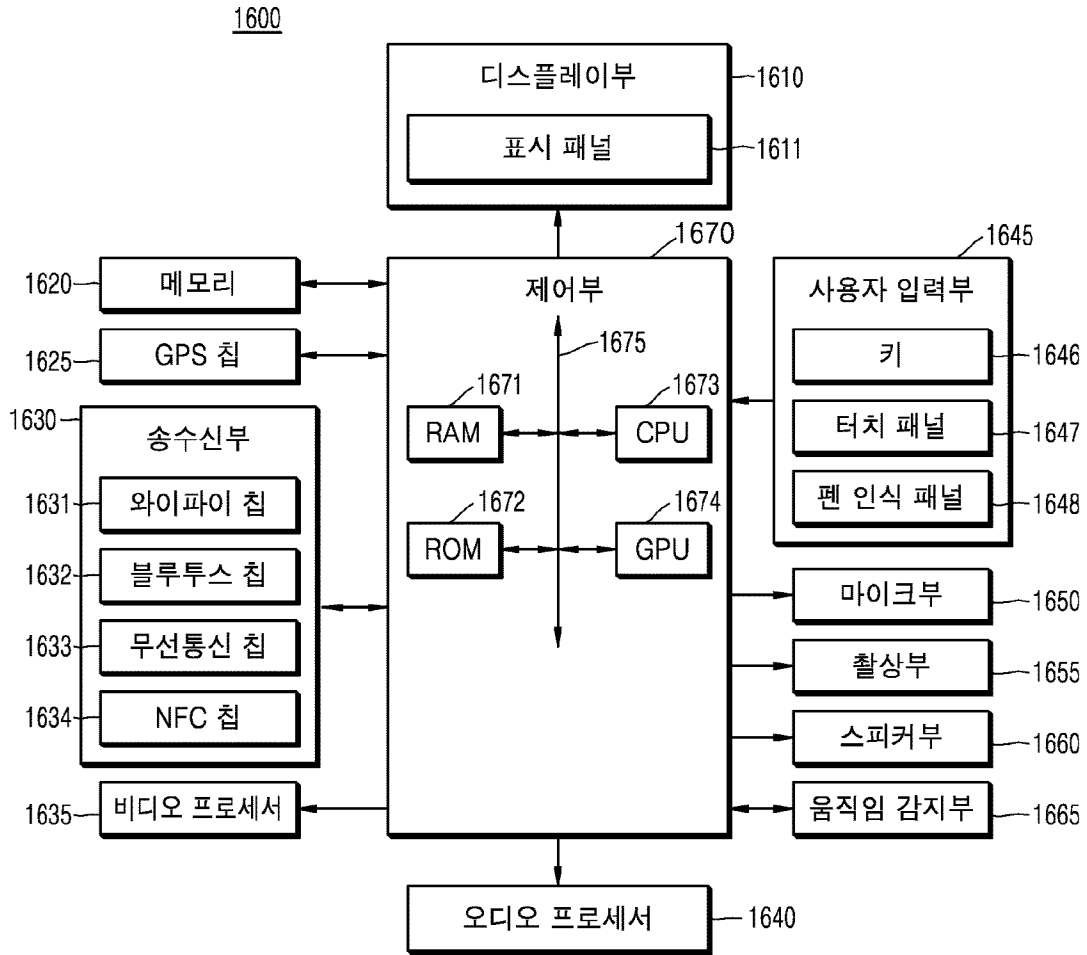 1600
디스플레이부
1610
표시 패널
1611
1670
1645
1620
메모리
제어부
사용자 입력부
1625
GPS 칩
1675
키
1646
1630
송수신부
1671
RAM
1673
CPU
터치 패널
1647
1631
와이파이 칩
펜 인식 패널
1648
1672
ROM
1674
GPU
1632
블루투스 칩
마이크부
1650
1633
무선통신 칩
촬상부
1655
1634
NFC 칩
스피커부
1660
1635
비디오 프로세서
움직임 감지부
1665
오디오 프로세서
1640